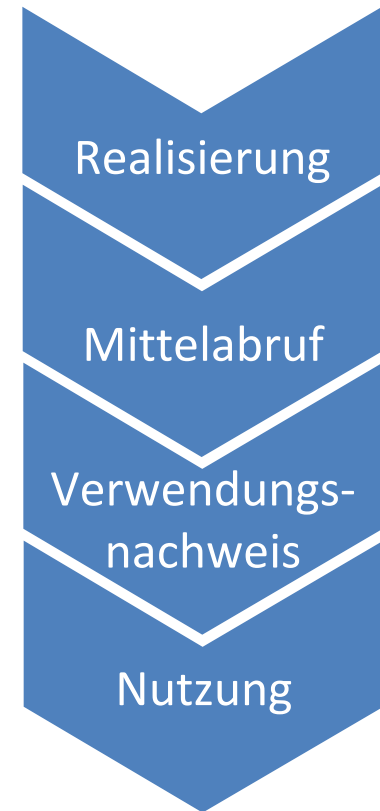 Realisierung
Mittelabruf
Verwendungs-
nachweis
Nutzung